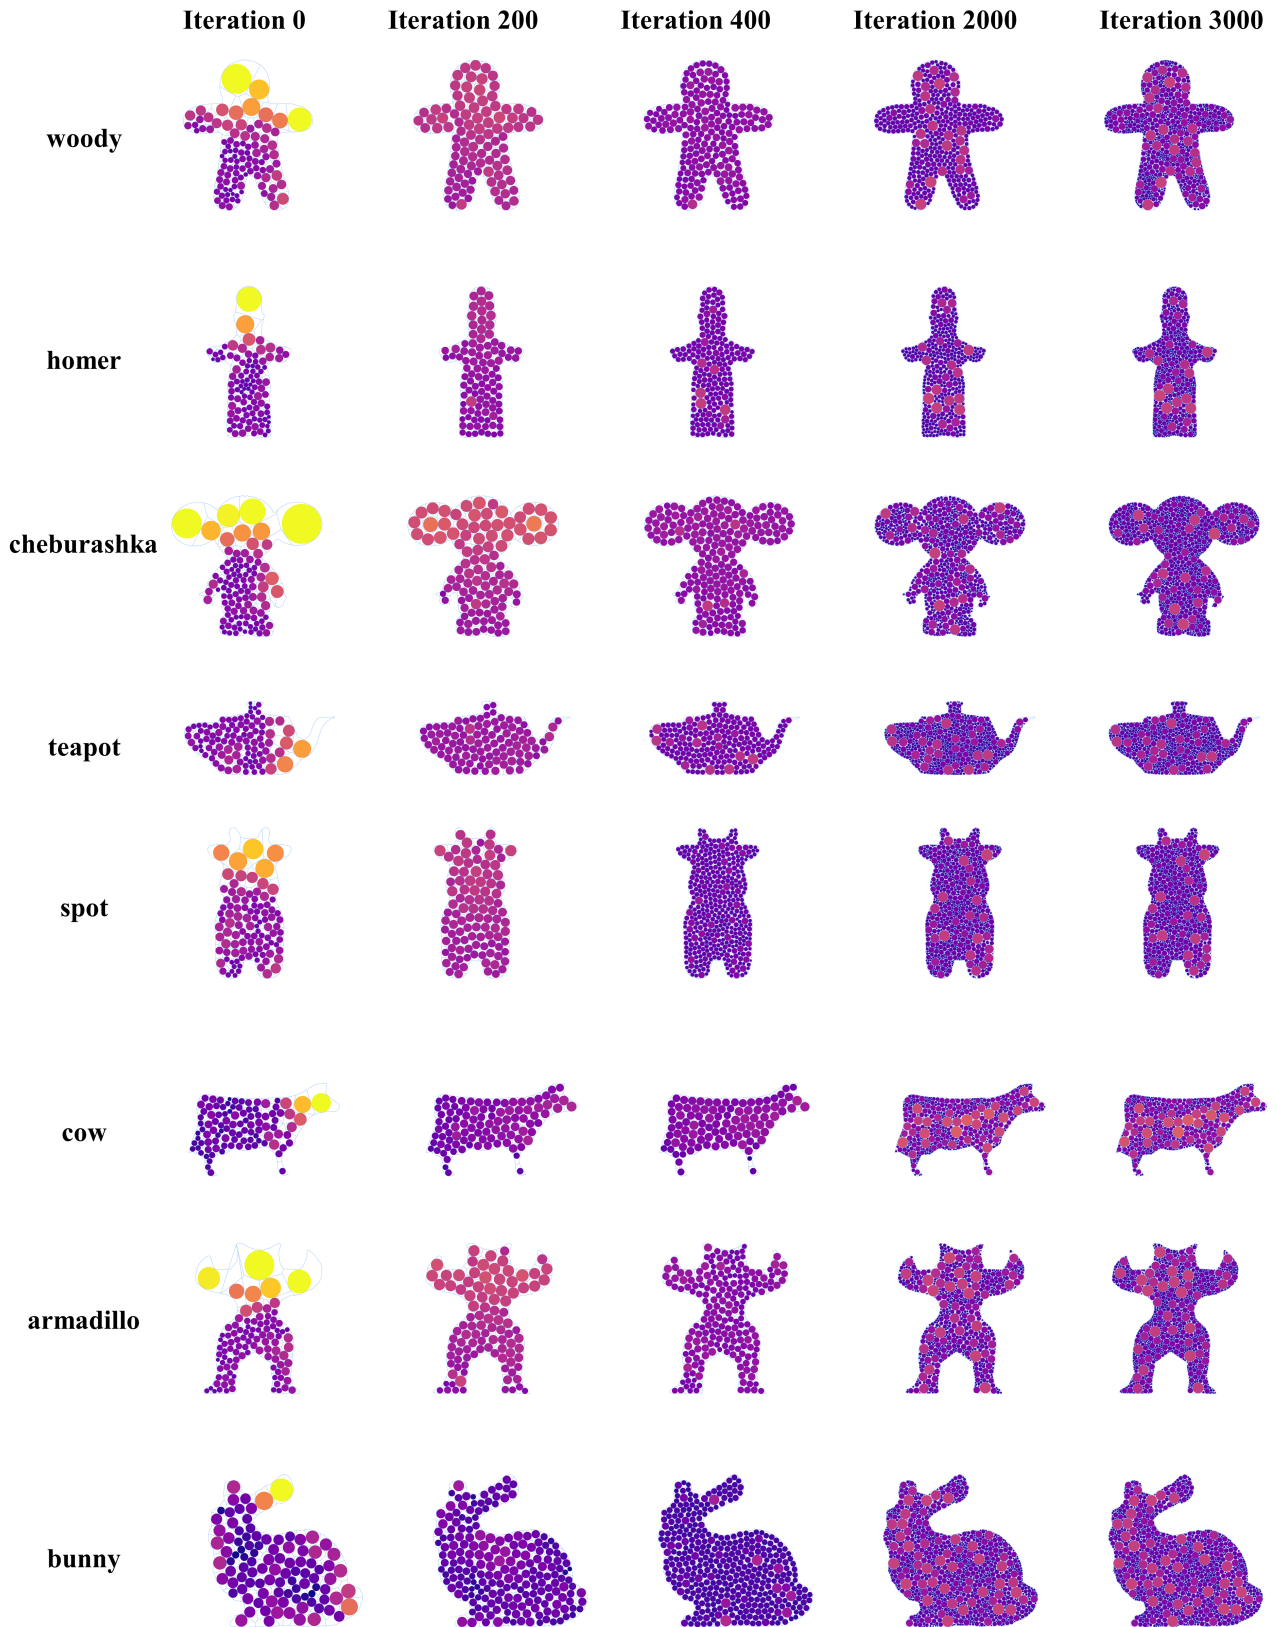 Iteration 0 Iteration 200 Iteration 400 Iteration 2000 Iteration 3000
woody
homer
cheburashka
teapot
spot
cow
armadillo
bunny